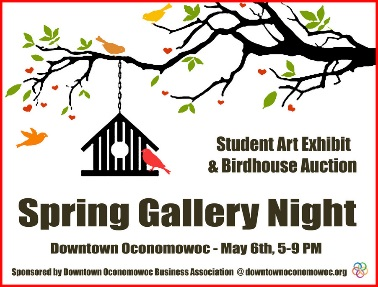 Student Art Exhibit
& Birdhouse Auction
Spring Gallery Night
Downtown Oconomowoc - May 6th, 5-9 PM
Sponsored by Downtown Oconomowoc Business Association @ downtownoconomowoc.org